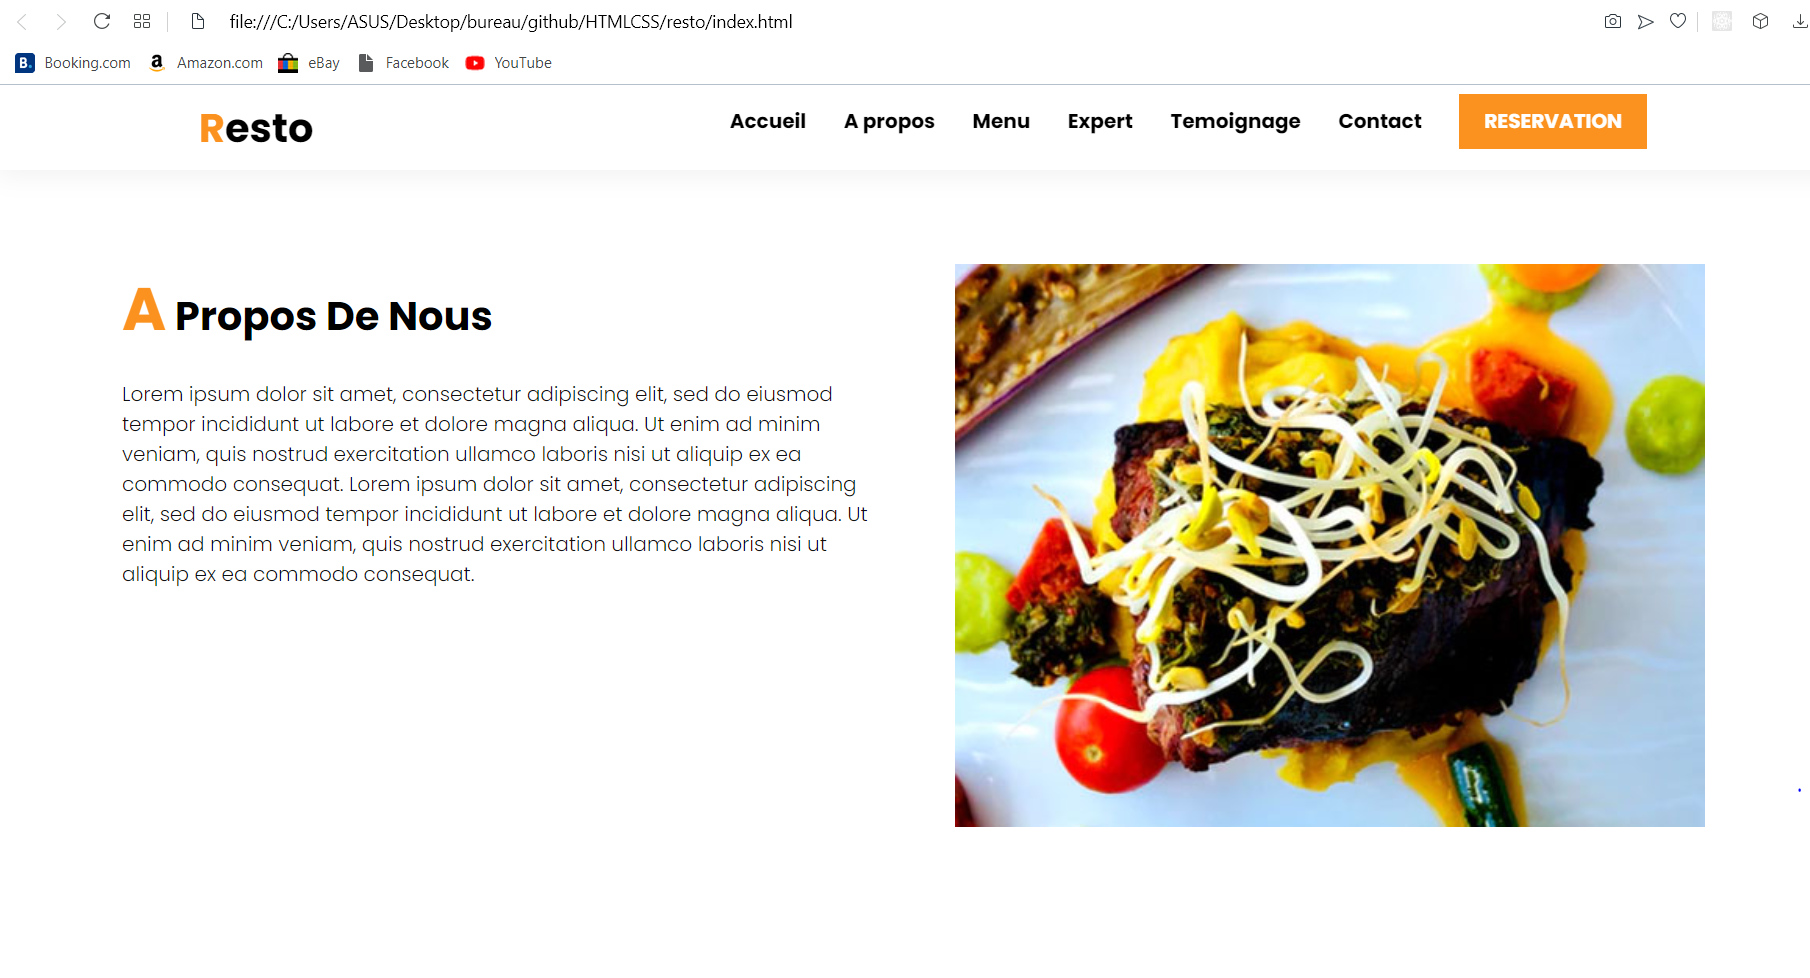 file:///C:/Users/ASUS/Desktop/bureau/github/HTMLCSS/resto/index.html
B. Booking.com a Amazon.com eBay Facebook YouTube
Resto Accueil A propos Menu Expert Temoignage Contact RESERVATION
A Propos De Nous
Lorem ipsum dolor sit amet, consectetur adipiscing elit, sed do eiusmod
tempor incididunt ut labore et dolore magna aliqua. Ut enim ad minim
veniam, quis nostrud exercitation ullamco laboris nisi ut aliquip ex ea
commodo consequat. Lorem ipsum dolor sit amet, consectetur adipiscing
elit, sed do eiusmod tempor incididunt ut labore et dolore magna aliqua. Ut
enim ad minim veniam, quis nostrud exercitation ullamco laboris nisi ut
aliquip ex ea commodo consequat.